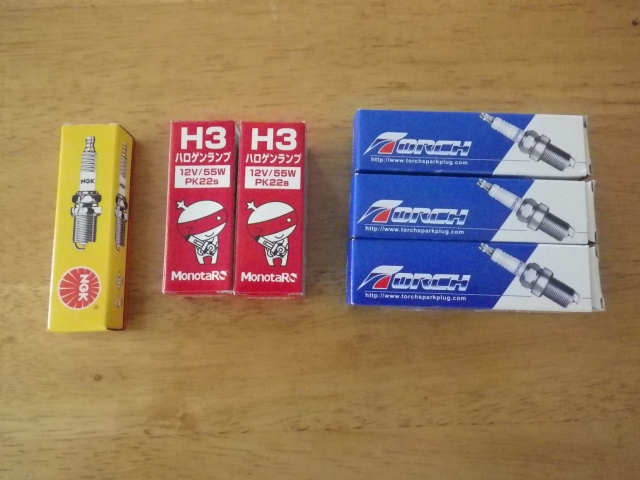 NGK
NGK
H3
ハロゲンランプ
12V/55W
PK22s
MonotaRO
H3
ハロゲンランプ
12V/55W
PK22s
MonotaRO
TORCH
http://www.torchsparkplug.com
TORCH
http://www.torchsparkplug.com
TORCH
http://www.torchsparkplug.com